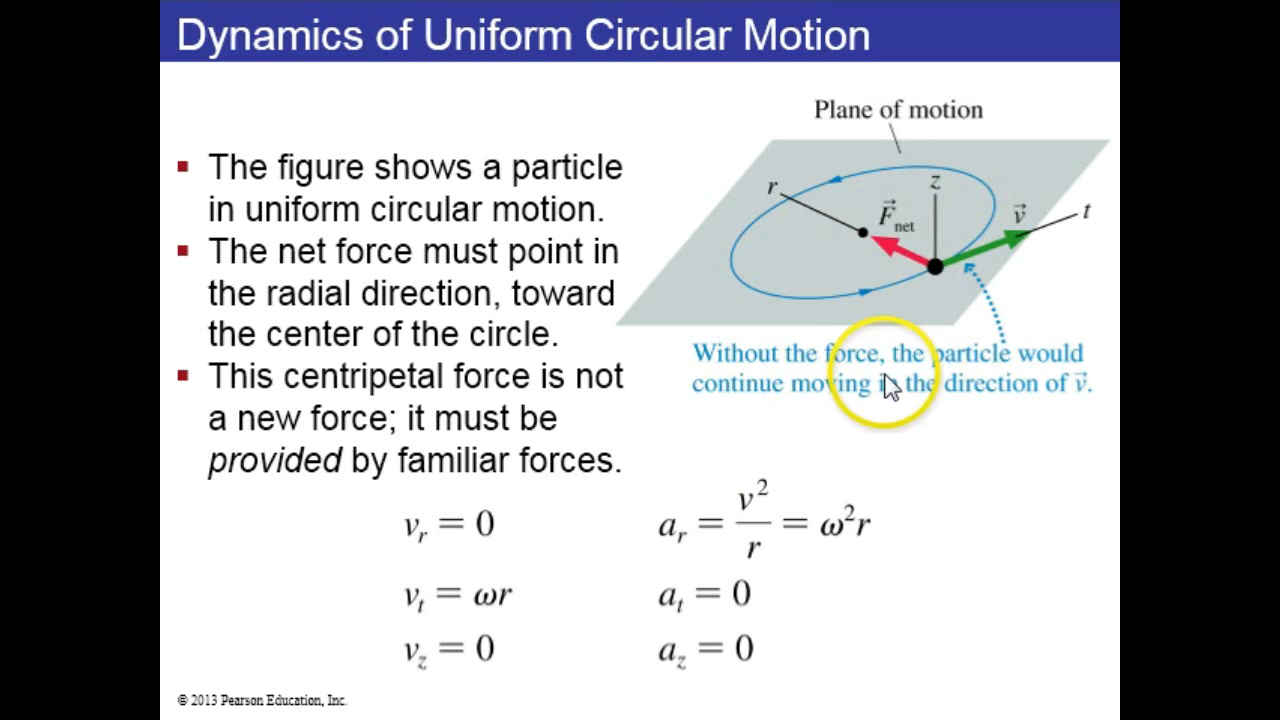 Dynamics of Uniform Circular Motion
▪ The figure shows a particle
in uniform circular motion.
▪ The net force must point in
the radial direction, toward
the center of the circle.
▪ This centripetal force is not
a new force; it must be
provided by familiar forces.
Plane of motion
r
z
F⃗net
v⃗
t
Without the force, the particle would
continue moving in the direction of v⃗.
vᵣ = 0
aᵣ = v²/r = ω²r
vₜ = ωr
aₜ = 0
v_z = 0
a_z = 0
© 2013 Pearson Education, Inc.